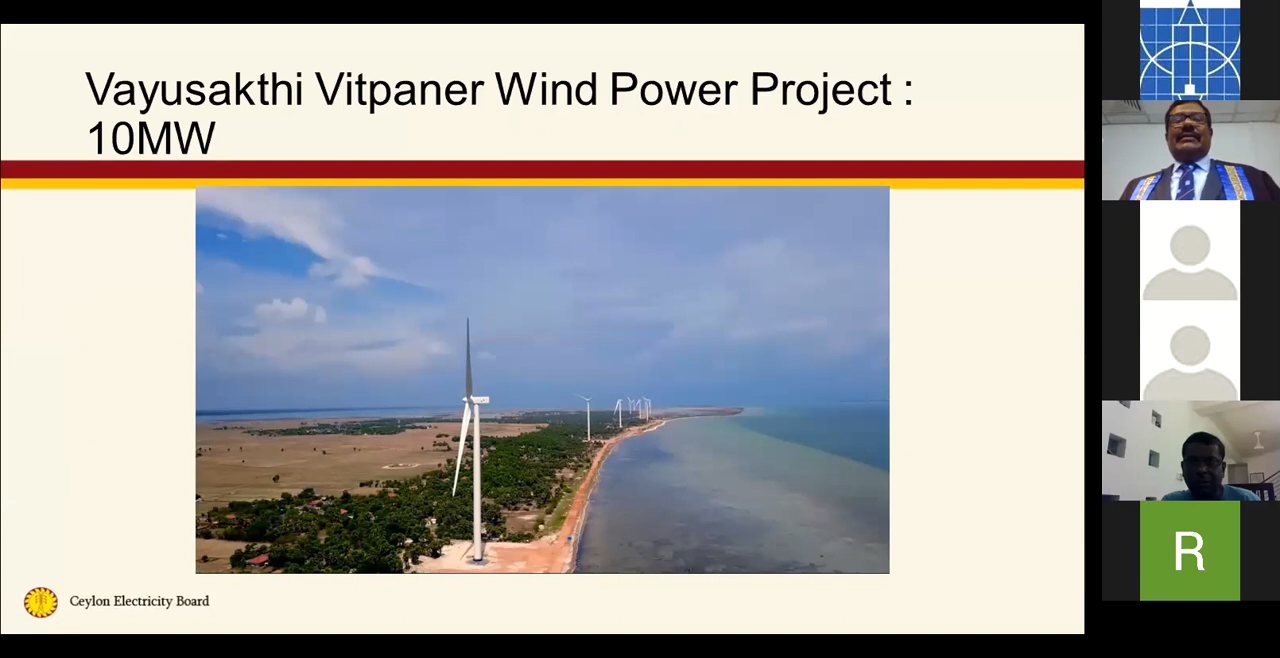 Vayusakthi Vitpaner Wind Power Project :
10MW
Ceylon Electricity Board
R